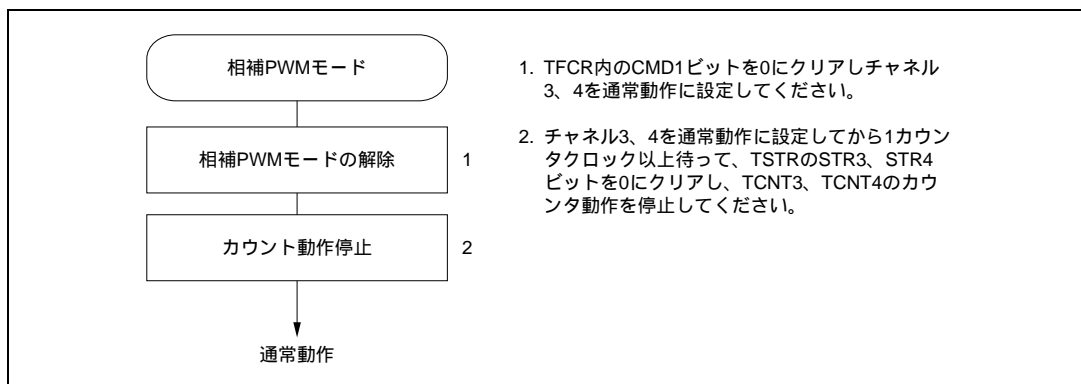 相補PWMモード
相補PWMモードの解除
1
カウント動作停止
2
通常動作
1. TFCR内のCMD1ビットを0にクリアしチャネル
3、4を通常動作に設定してください。
2. チャネル3、4を通常動作に設定してから1カウン
タクロック以上待って、TSTRのSTR3、STR4
ビットを0にクリアし、TCNT3、TCNT4のカウ
ンタ動作を停止してください。